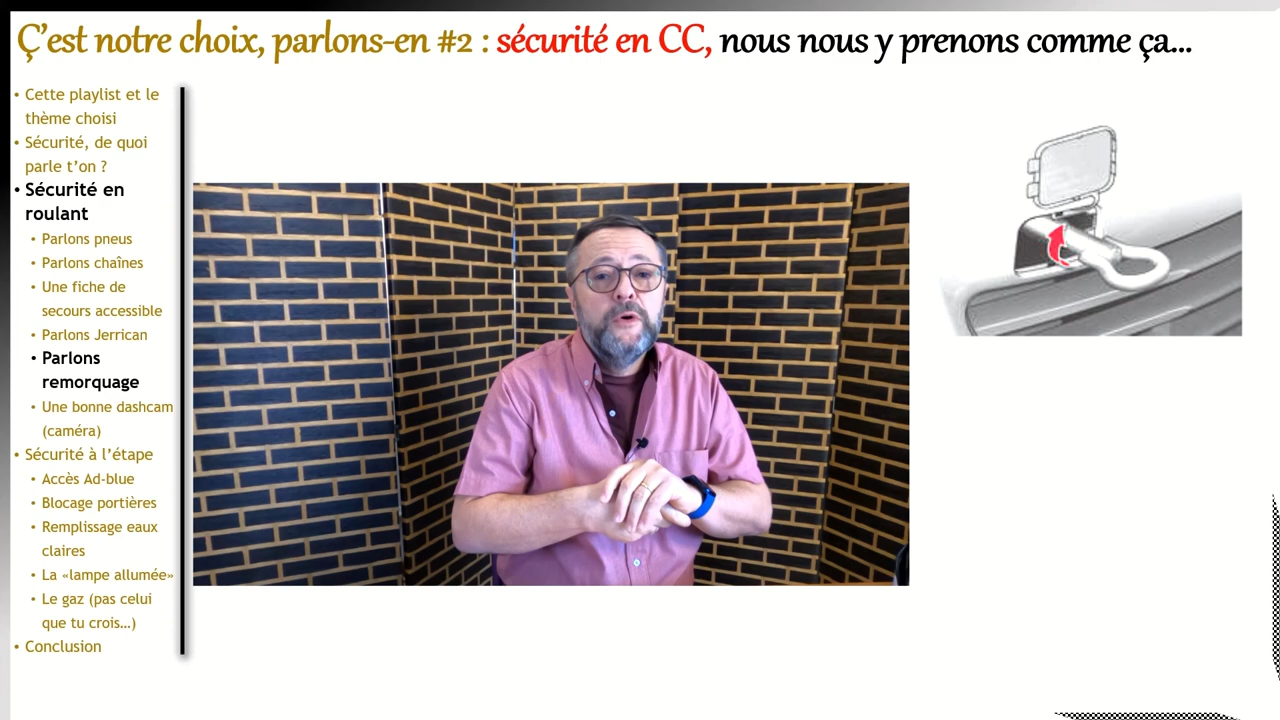 Ç'est notre choix, parlons-en #2 : sécurité en CC, nous nous y prenons comme ça...
• Cette playlist et le
thème choisi
• Sécurité, de quoi
parle t'on ?
• Sécurité en
roulant
• Parlons pneus
• Parlons chaînes
• Une fiche de
secours accessible
• Parlons Jerrican
• Parlons
remorquage
• Une bonne dashcam
(caméra)
• Sécurité à l'étape
• Accès Ad-blue
• Blocage portières
• Remplissage eaux
claires
• La «lampe allumée»
• Le gaz (pas celui
que tu crois…)
• Conclusion